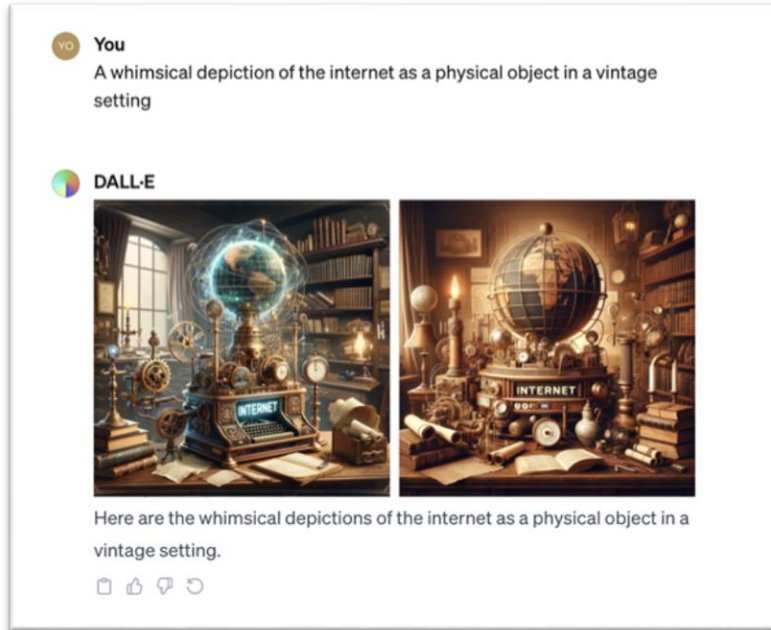 YO
You
A whimsical depiction of the internet as a physical object in a vintage
setting
DALL·E
INTERNET
INTERNET
Here are the whimsical depictions of the internet as a physical object in a
vintage setting.